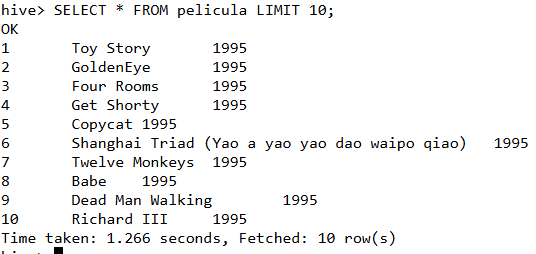 hive> SELECT * FROM pelicula LIMIT 10;
OK
1	Toy Story	1995
2	GoldenEye	1995
3	Four Rooms	1995
4	Get Shorty	1995
5	Copycat	1995
6	Shanghai Triad (Yao a yao yao dao waipo qiao)	1995
7	Twelve Monkeys	1995
8	Babe	1995
9	Dead Man Walking	1995
10	Richard III	1995
Time taken: 1.266 seconds, Fetched: 10 row(s)